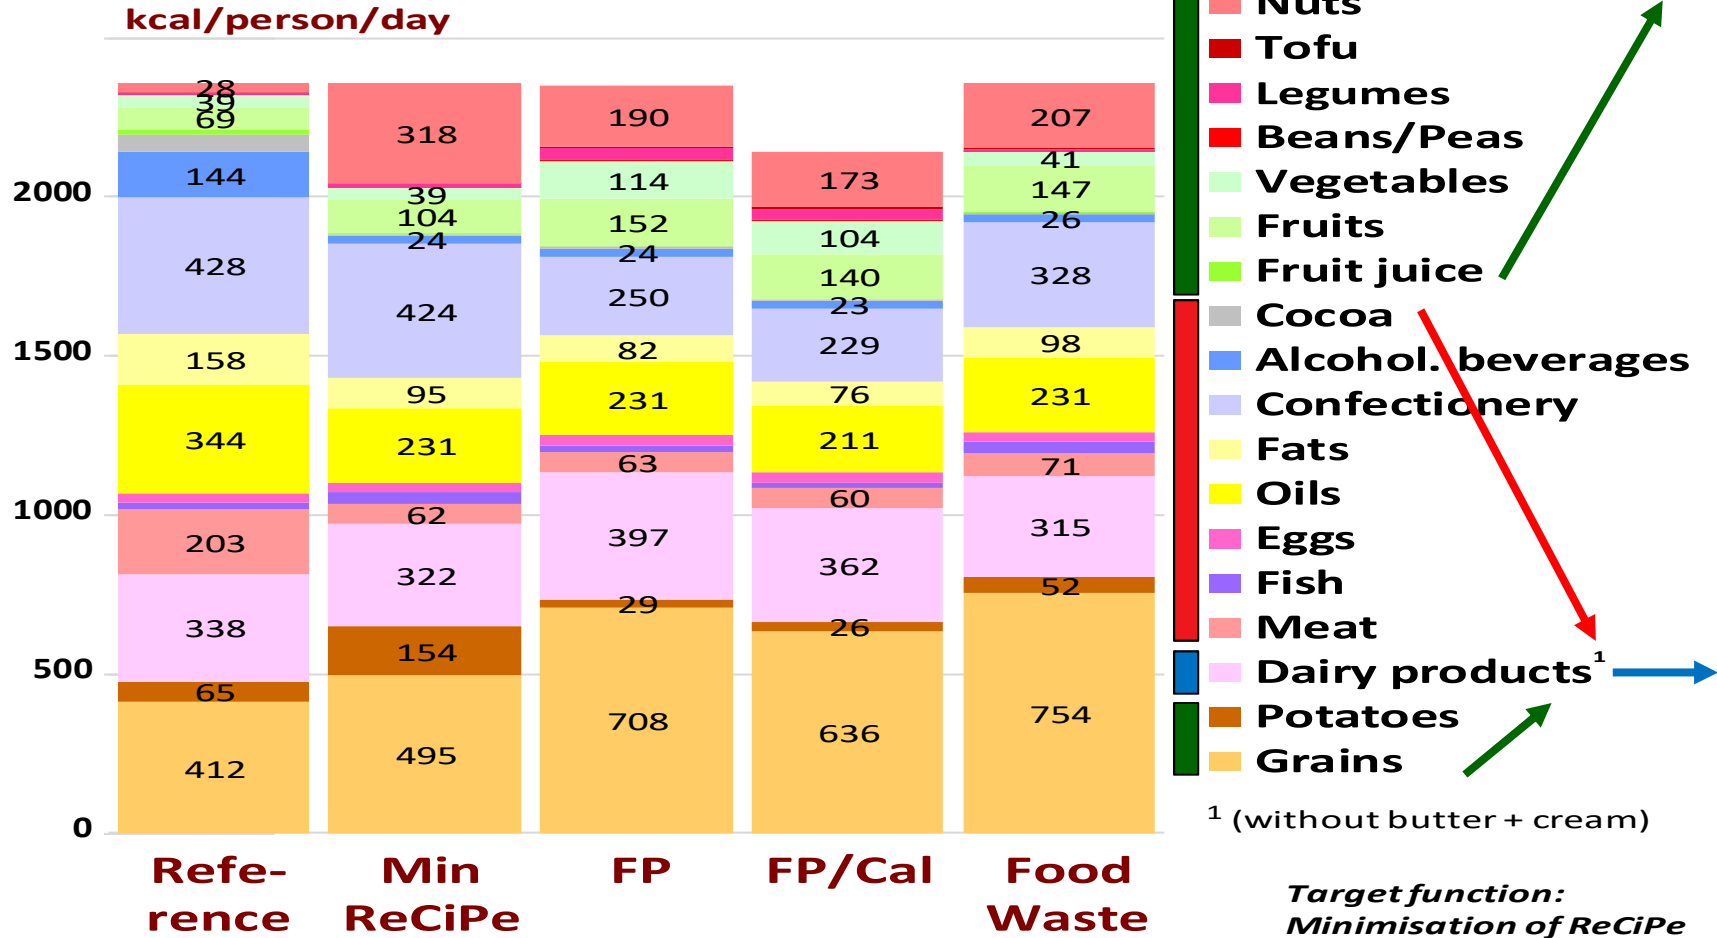 kcal/person/day
2000
1500
1000
500
0
28
39
69
144
428
158
344
203
338
65
412
318
39
104
24
424
95
231
62
322
154
495
190
114
152
24
250
82
231
63
397
29
708
173
104
140
23
229
76
211
60
362
26
636
207
41
147
26
328
98
231
71
315
52
754
Refe-
rence
Min
ReCiPe
FP
FP/Cal
Food
Waste
Nuts
Tofu
Legumes
Beans/Peas
Vegetables
Fruits
Fruit juice
Cocoa
Alcohol. beverages
Confectionery
Fats
Oils
Eggs
Fish
Meat
Dairy products¹
Potatoes
Grains
¹ (without butter + cream)
Target function:
Minimisation of ReCiPe